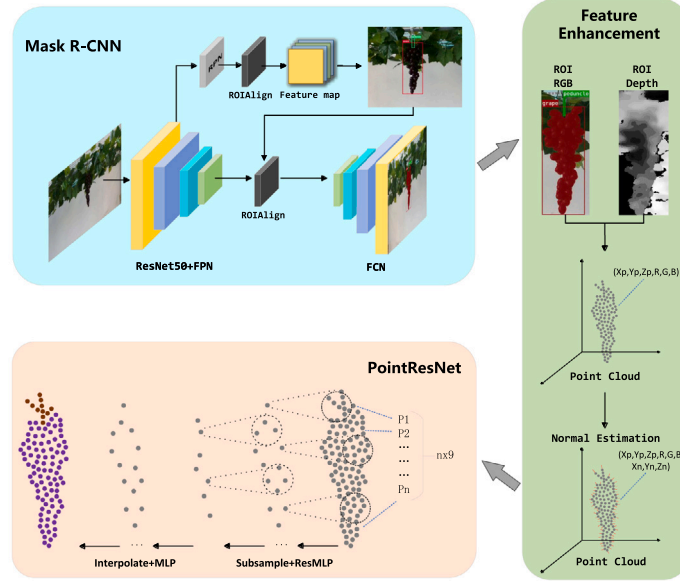 Mask R-CNN
RPN
ROIAlign
Feature map
ROIAlign
ResNet50+FPN
FCN
Feature
Enhancement
ROI
RGB
ROI
Depth
grape
peduncle
(Xp,Yp,Zp,R,G,B)
Point Cloud
Normal Estimation
(Xp,Yp,Zp,R,G,B
Xn,Yn,Zn)
Point Cloud
PointResNet
P1
P2
...
...
Pn
nx9
...
...
Interpolate+MLP
Subsample+ResMLP